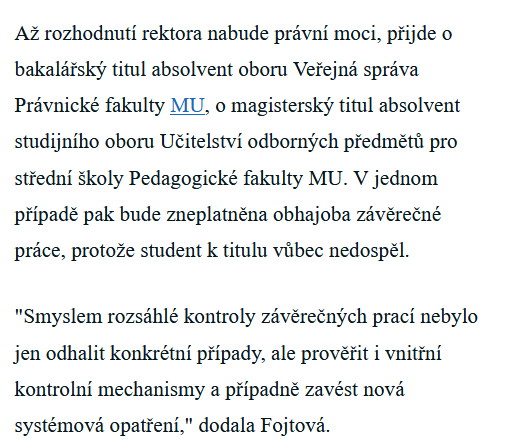 Až rozhodnutí rektora nabude právní moci, přijde o
bakalářský titul absolvent oboru Veřejná správa
Právnické fakulty MU, o magisterský titul absolvent
studijního oboru Učitelství odborných předmětů pro
střední školy Pedagogické fakulty MU. V jednom
případě pak bude zneplatněna obhajoba závěrečné
práce, protože student k titulu vůbec nedospěl.
"Smyslem rozsáhlé kontroly závěrečných prací nebylo
jen odhalit konkrétní případy, ale prověřit i vnitřní
kontrolní mechanismy a případně zavést nová
systémová opatření," dodala Fojtová.